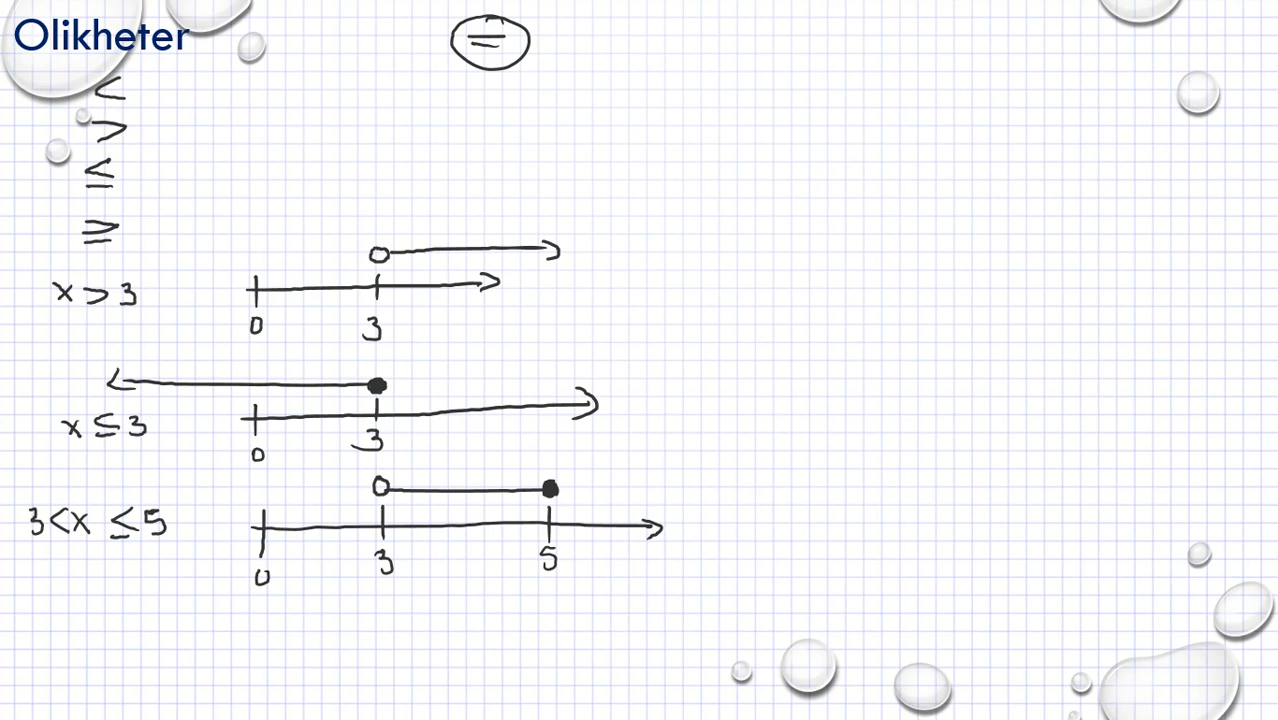 Olikheter
=
<
>
≤
≥
x > 3
0 3
x ≤ 3
0 3
3 < x ≤ 5
0 3 5